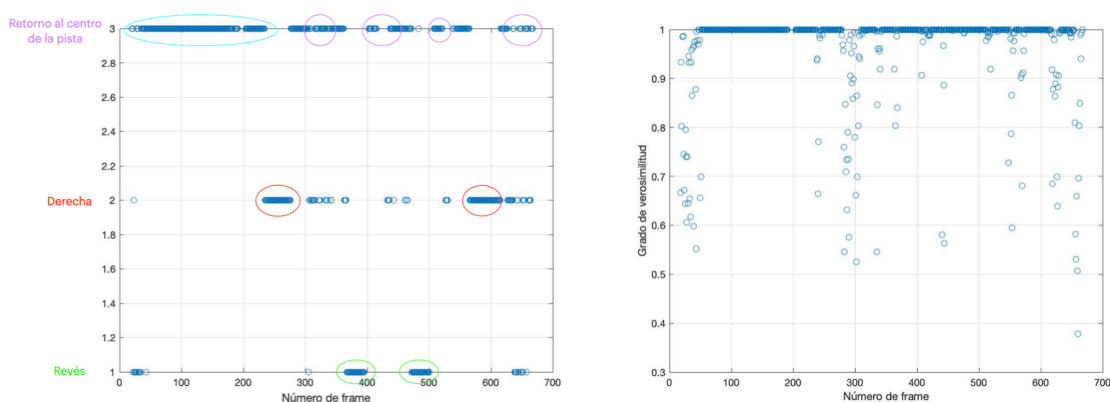 Retorno al centro
de la pista
Derecha
Revés
3
2.8
2.6
2.4
2.2
2
1.8
1.6
1.4
1.2
1
0 100 200 300 400 500 600 700
Número de frame
Grado de verosimilitud
1
0.9
0.8
0.7
0.6
0.5
0.4
0.3
0 100 200 300 400 500 600 700
Número de frame